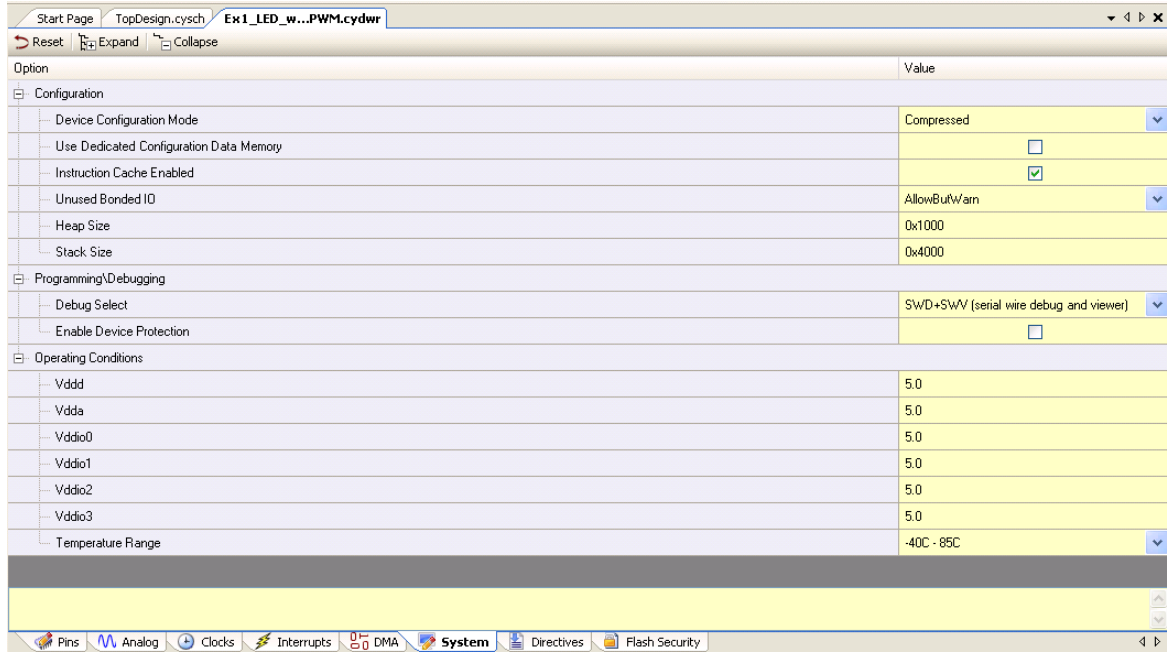 Start Page TopDesign.cysch Ex1_LED_w...PWM.cydwr
Reset Expand Collapse
Option Value
Configuration
Device Configuration Mode Compressed
Use Dedicated Configuration Data Memory
Instruction Cache Enabled
Unused Bonded IO AllowButWarn
Heap Size 0x1000
Stack Size 0x4000
Programming\Debugging
Debug Select SWD+SWV (serial wire debug and viewer)
Enable Device Protection
Operating Conditions
Vddd 5.0
Vdda 5.0
Vddio0 5.0
Vddio1 5.0
Vddio2 5.0
Vddio3 5.0
Temperature Range -40C - 85C
Pins Analog Clocks Interrupts DMA System Directives Flash Security